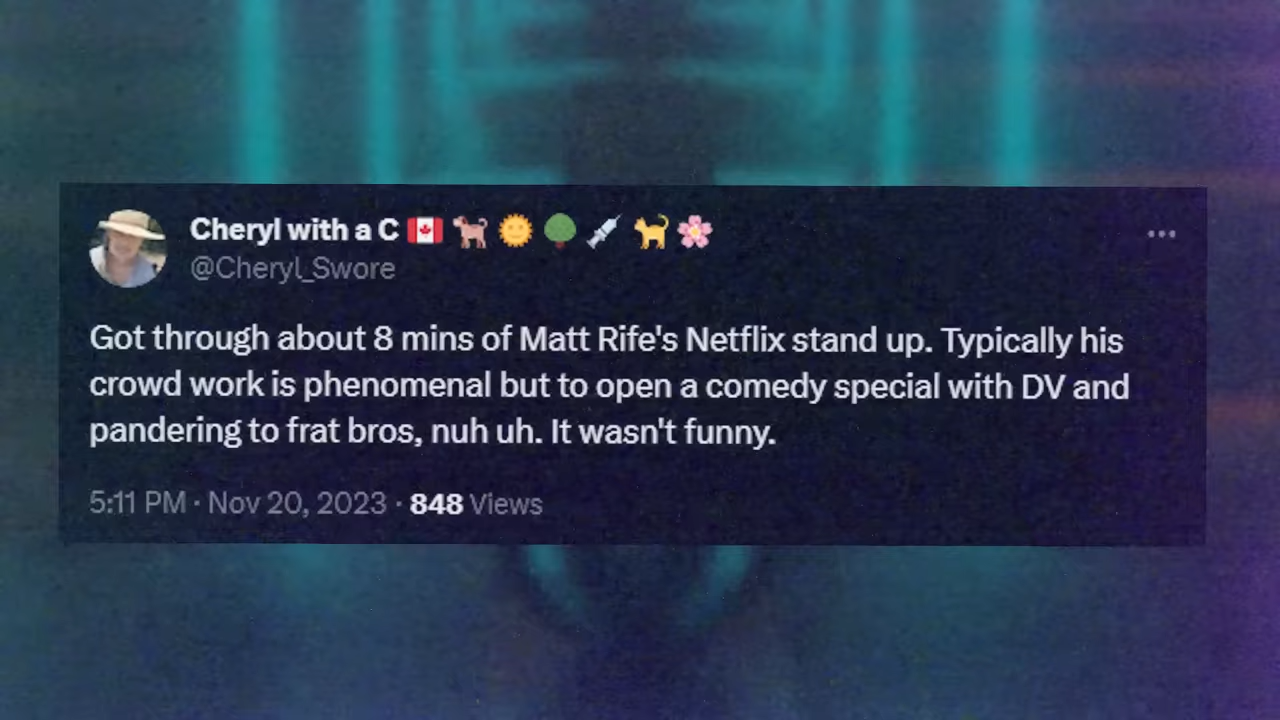 Cheryl with a C 🇨🇦 🐕 🌞 🌳 💉 🐈 🌸
@Cheryl_Swore
Got through about 8 mins of Matt Rife's Netflix stand up. Typically his
crowd work is phenomenal but to open a comedy special with DV and
pandering to frat bros, nuh uh. It wasn't funny.
5:11 PM · Nov 20, 2023 · 848 Views